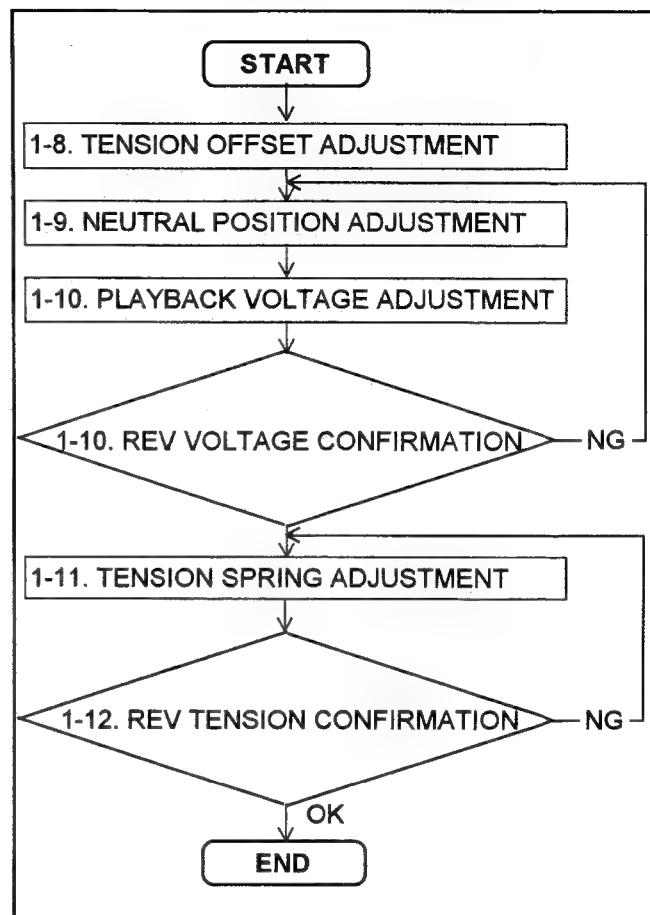 START
1-8. TENSION OFFSET ADJUSTMENT
1-9. NEUTRAL POSITION ADJUSTMENT
1-10. PLAYBACK VOLTAGE ADJUSTMENT
1-10. REV VOLTAGE CONFIRMATION
NG
1-11. TENSION SPRING ADJUSTMENT
1-12. REV TENSION CONFIRMATION
NG
OK
END